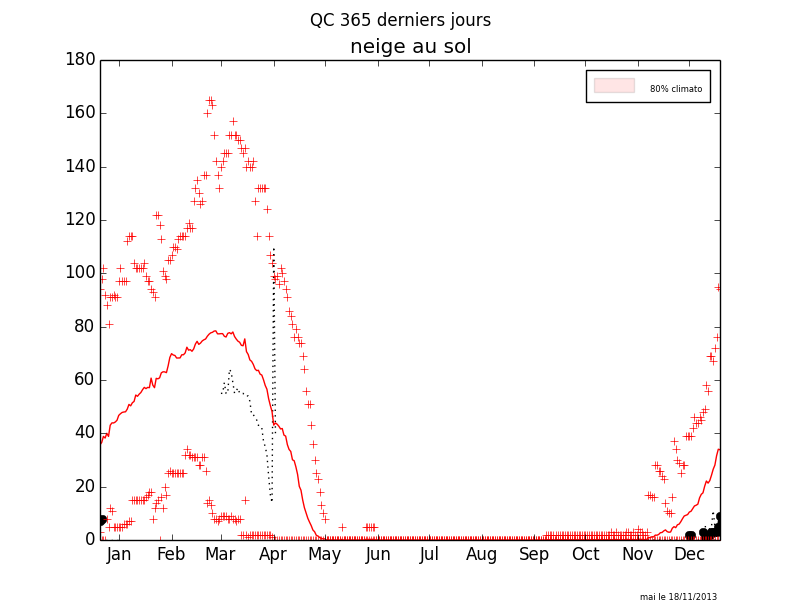 QC 365 derniers jours
neige au sol
80% climato
180
160
140
120
100
80
60
40
20
0
Jan Feb Mar Apr May Jun Jul Aug Sep Oct Nov Dec
maj le 18/11/2013